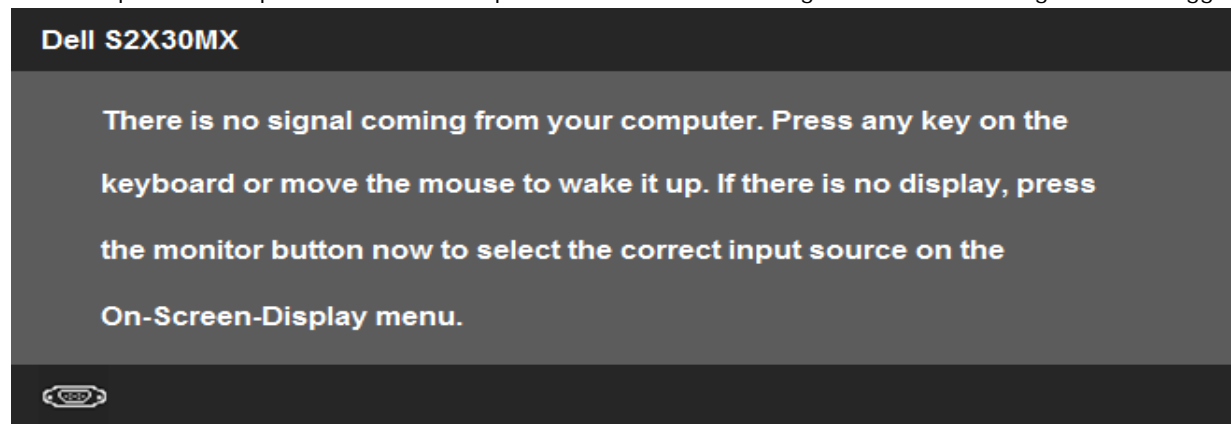 Dell S2X30MX
There is no signal coming from your computer. Press any key on the
keyboard or move the mouse to wake it up. If there is no display, press
the monitor button now to select the correct input source on the
On-Screen-Display menu.